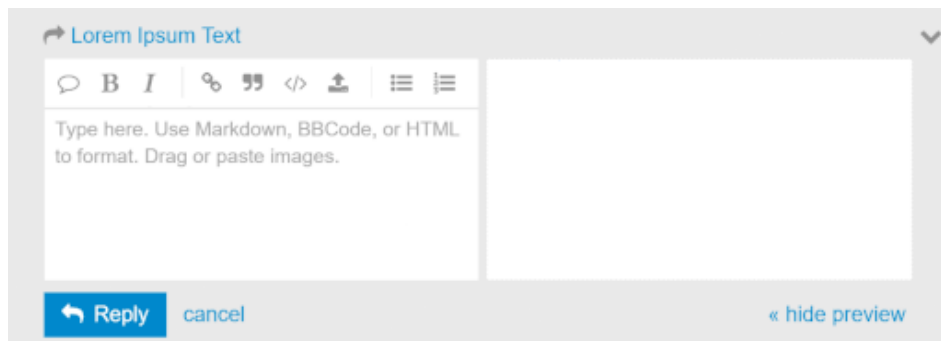 Lorem Ipsum Text
B I
Type here. Use Markdown, BBCode, or HTML
to format. Drag or paste images.
Reply cancel « hide preview